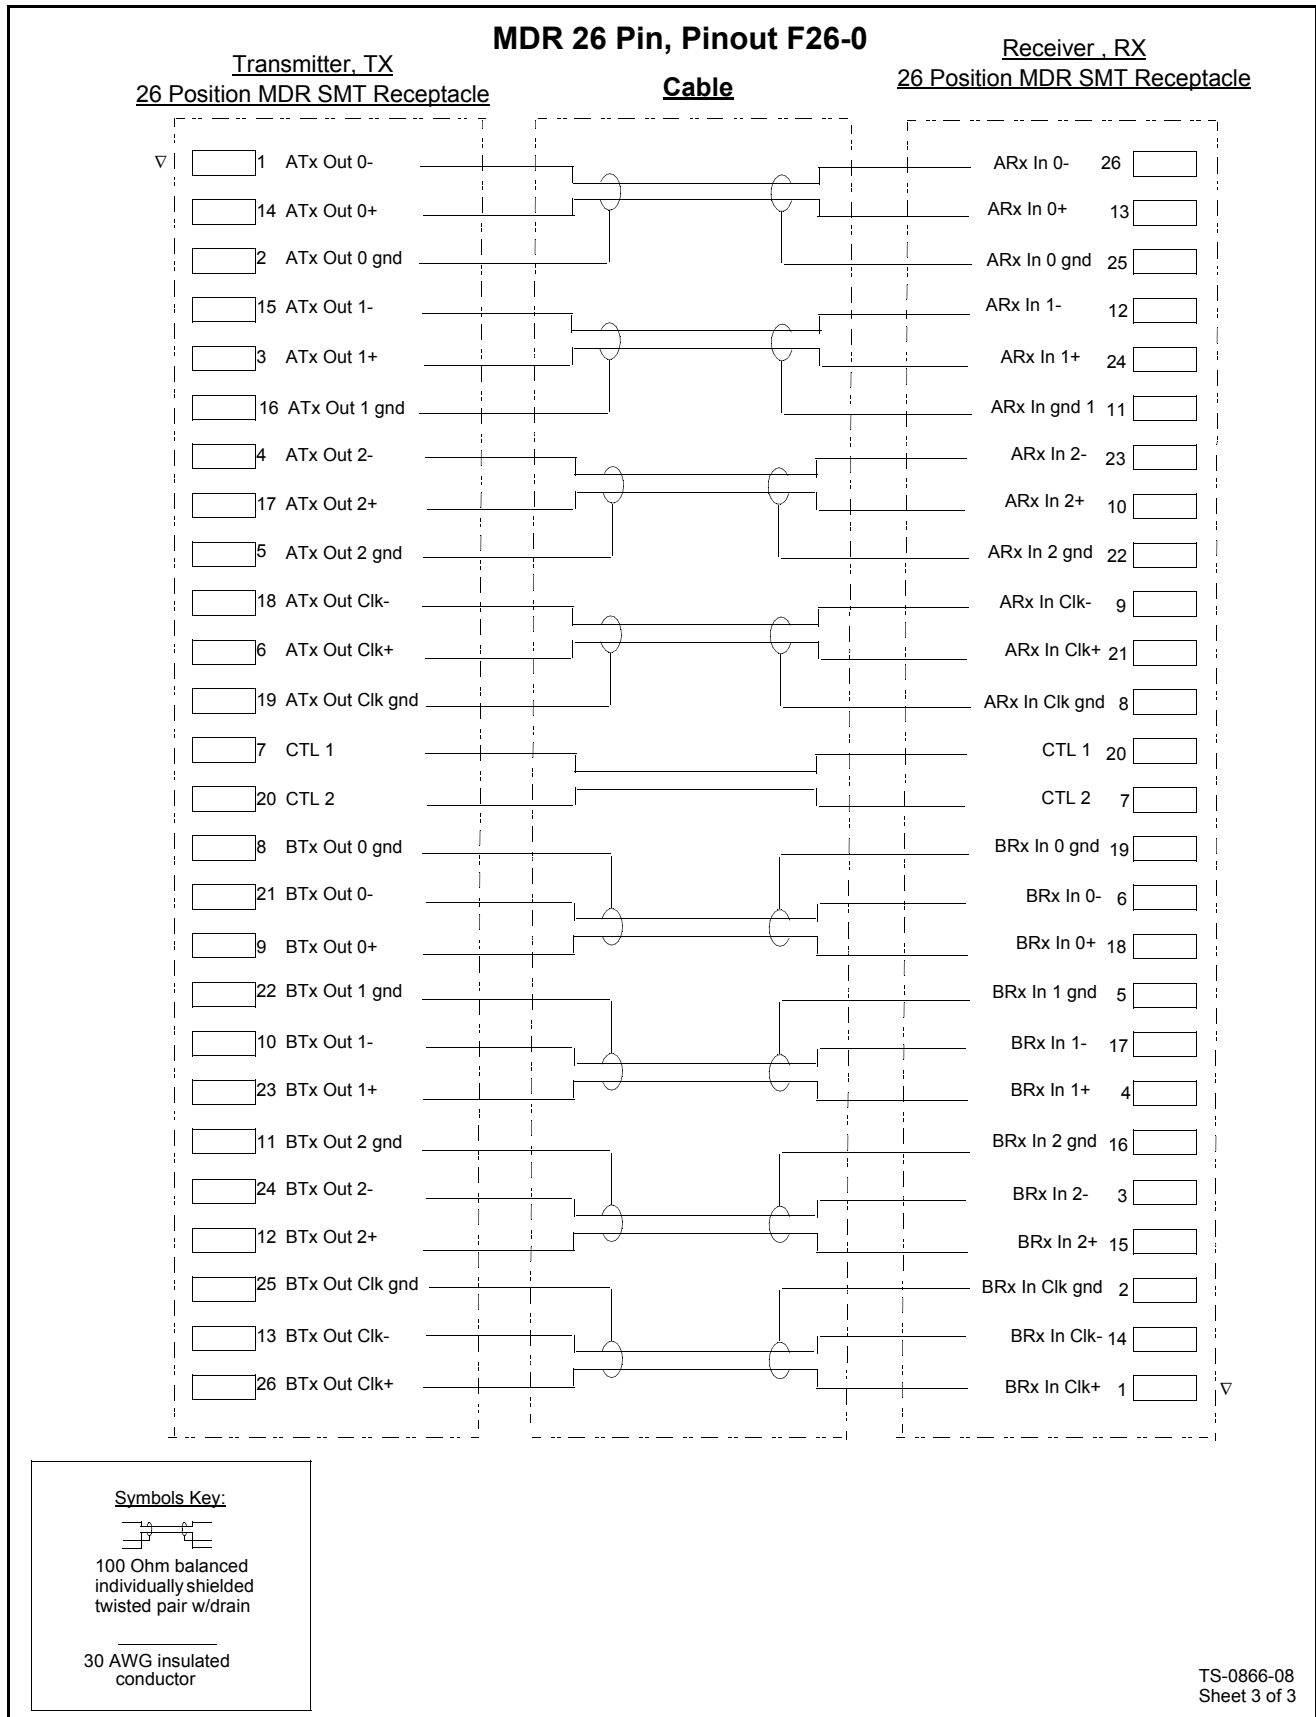 MDR 26 Pin, Pinout F26-0
Transmitter, TX
26 Position MDR SMT Receptacle
Cable
Receiver , RX
26 Position MDR SMT Receptacle
∇ 1 ATx Out 0- ARx In 0- 26
14 ATx Out 0+ ARx In 0+ 13
2 ATx Out 0 gnd ARx In 0 gnd 25
15 ATx Out 1- ARx In 1- 12
3 ATx Out 1+ ARx In 1+ 24
16 ATx Out 1 gnd ARx In gnd 1 11
4 ATx Out 2- ARx In 2- 23
17 ATx Out 2+ ARx In 2+ 10
5 ATx Out 2 gnd ARx In 2 gnd 22
18 ATx Out Clk- ARx In Clk- 9
6 ATx Out Clk+ ARx In Clk+ 21
19 ATx Out Clk gnd ARx In Clk gnd 8
7 CTL 1 CTL 1 20
20 CTL 2 CTL 2 7
8 BTx Out 0 gnd BRx In 0 gnd 19
21 BTx Out 0- BRx In 0- 6
9 BTx Out 0+ BRx In 0+ 18
22 BTx Out 1 gnd BRx In 1 gnd 5
10 BTx Out 1- BRx In 1- 17
23 BTx Out 1+ BRx In 1+ 4
11 BTx Out 2 gnd BRx In 2 gnd 16
24 BTx Out 2- BRx In 2- 3
12 BTx Out 2+ BRx In 2+ 15
25 BTx Out Clk gnd BRx In Clk gnd 2
13 BTx Out Clk- BRx In Clk- 14
26 BTx Out Clk+ BRx In Clk+ 1 ∇
Symbols Key:
100 Ohm balanced
individually shielded
twisted pair w/drain
30 AWG insulated
conductor
TS-0866-08
Sheet 3 of 3